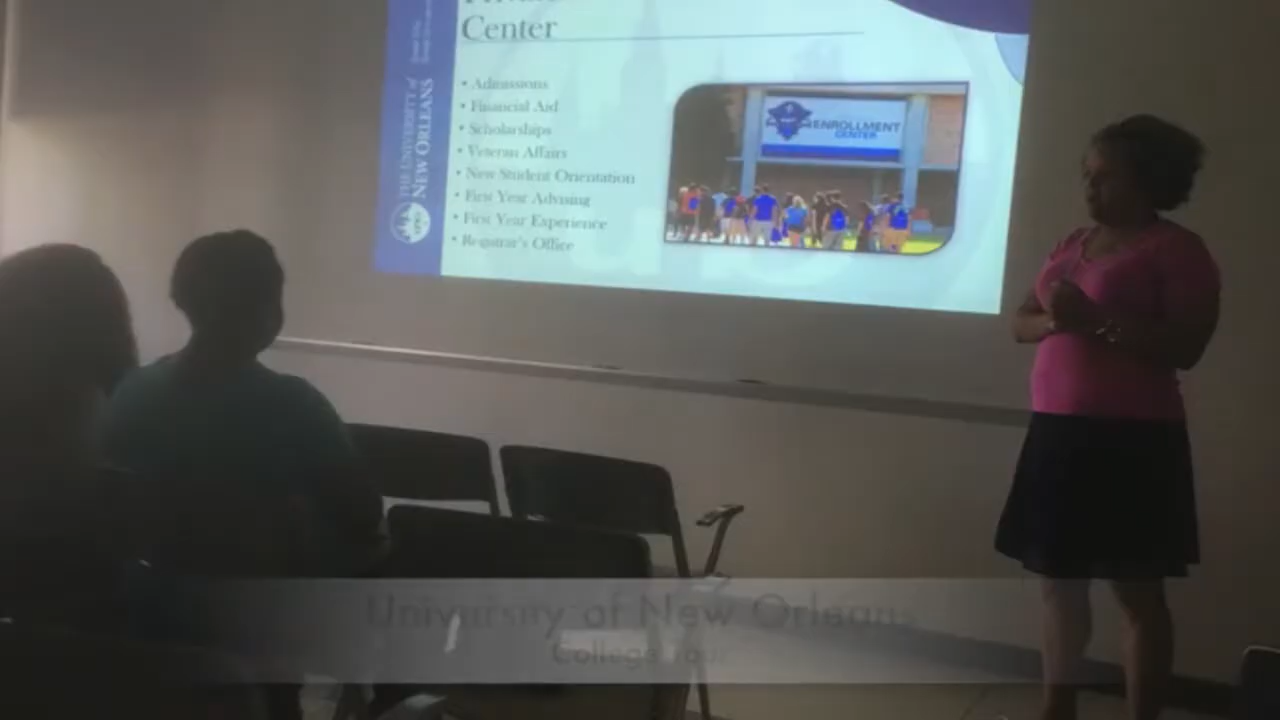 Center
• Admissions
• Financial Aid
• Scholarships
• Veteran Affairs
• New Student Orientation
• First Year Advising
• First Year Experience
• Registrar's Office
THE UNIVERSITY of
NEW ORLEANS
ENROLLMENT
CENTER
University of New Orleans
College Tour